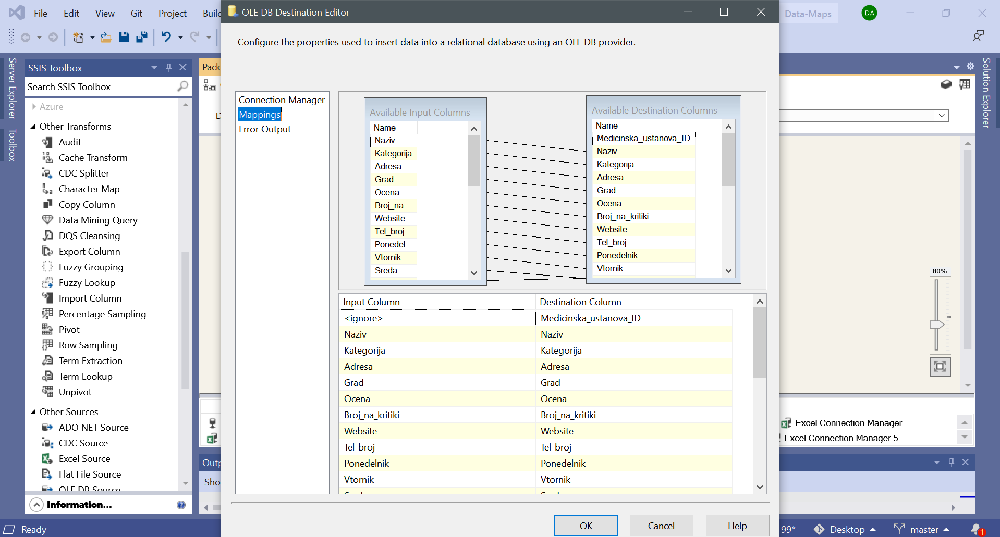 File Edit View Git Project Build
OLE DB Destination Editor
Data-Maps
DA
Configure the properties used to insert data into a relational database using an OLE DB provider.
Server Explorer
Toolbox
SSIS Toolbox
Search SSIS Toolbox
Azure
Other Transforms
Audit
Cache Transform
CDC Splitter
Character Map
Copy Column
Data Mining Query
DQS Cleansing
Export Column
Fuzzy Grouping
Fuzzy Lookup
Import Column
Percentage Sampling
Pivot
Row Sampling
Term Extraction
Term Lookup
Unpivot
Other Sources
ADO NET Source
CDC Source
Excel Source
Flat File Source
OLE DB Source
Information...
Pack
D
Connection Manager
Mappings
Error Output
Available Input Columns
Name
Naziv
Kategorija
Adresa
Grad
Ocena
Broj_na...
Website
Tel_broj
Ponedel...
Vtornik
Sreda
Available Destination Columns
Name
Medicinska_ustanova_ID
Naziv
Kategorija
Adresa
Grad
Ocena
Broj_na_kritiki
Website
Tel_broj
Ponedelnik
Vtornik
Input Column Destination Column
<ignore> Medicinska_ustanova_ID
Naziv Naziv
Kategorija Kategorija
Adresa Adresa
Grad Grad
Ocena Ocena
Broj_na_kritiki Broj_na_kritiki
Website Website
Tel_broj Tel_broj
Ponedelnik Ponedelnik
Vtornik Vtornik
OK Cancel Help
Solution Explorer
80%
Excel Connection Manager
Excel Connection Manager 5
Outp
Sho
Ready
99* Desktop master 1